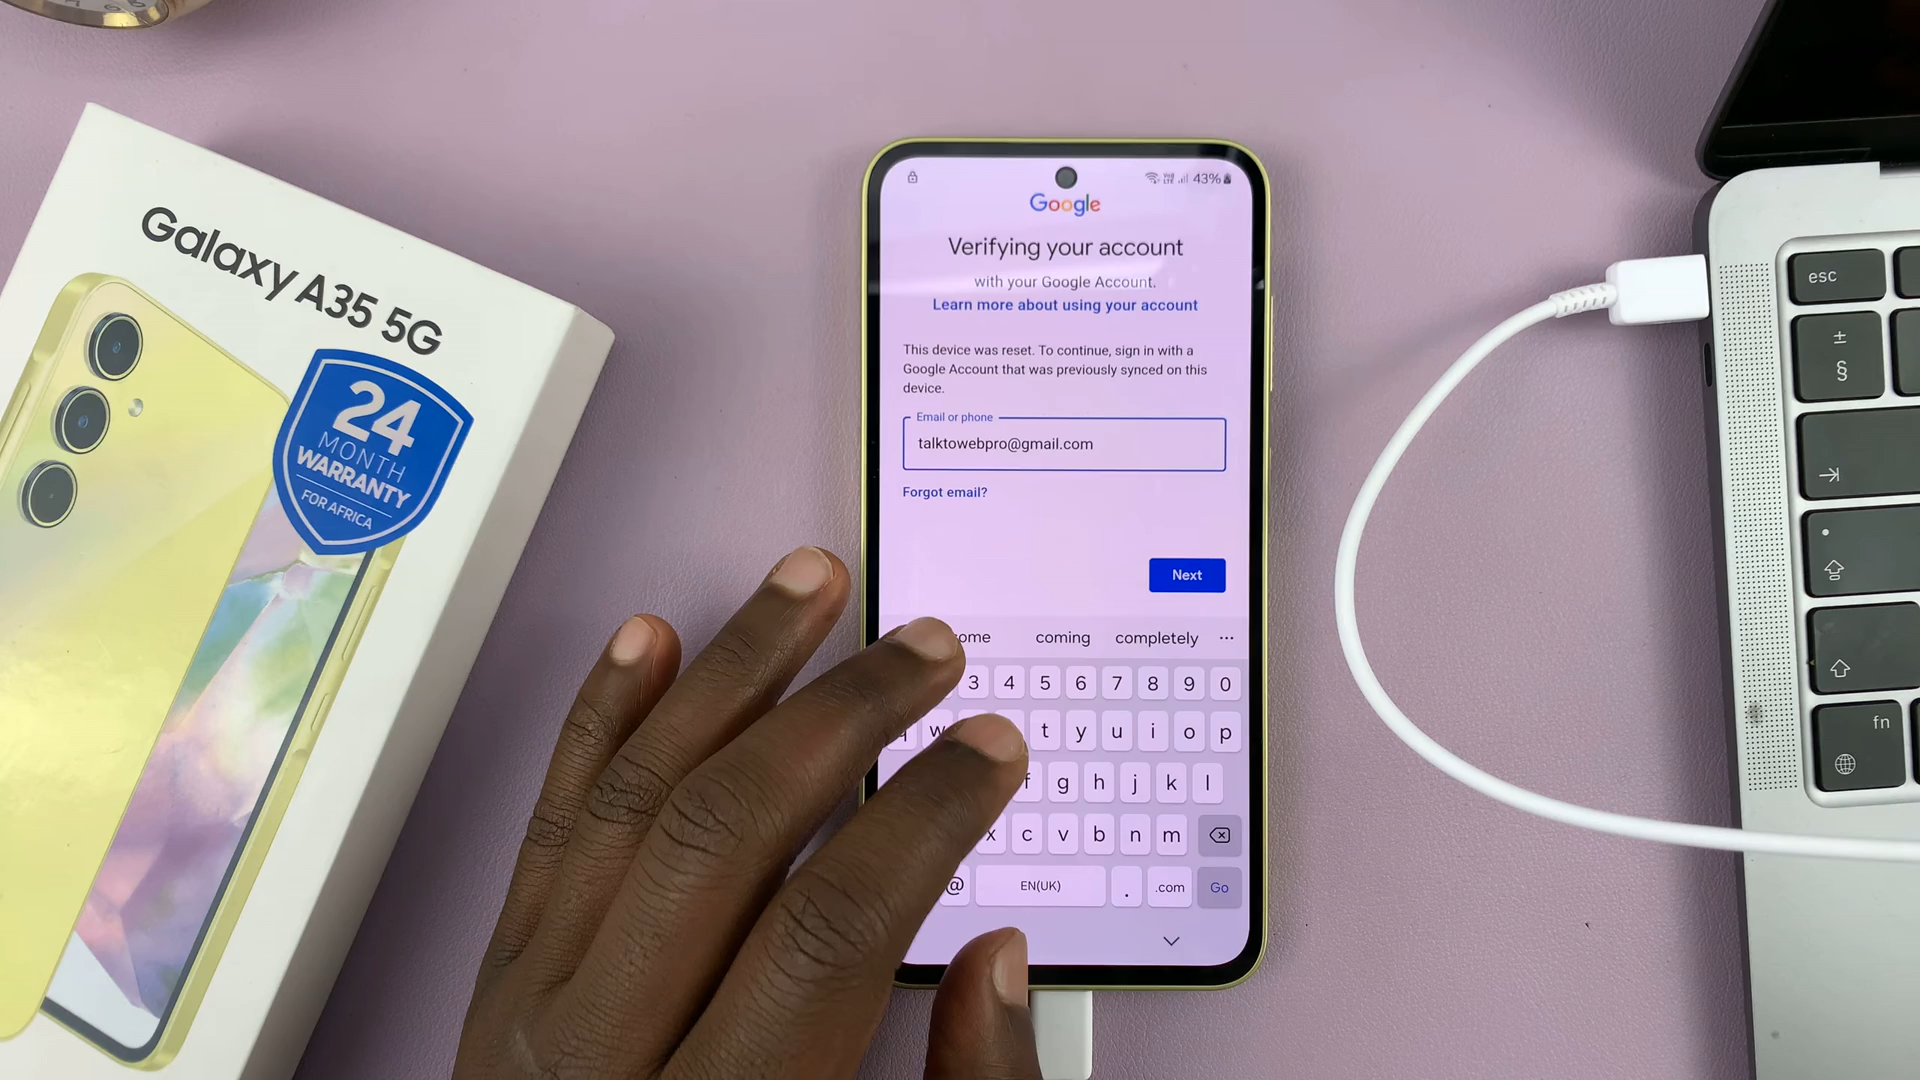 Galaxy A35 5G
24
MONTH
WARRANTY
FOR AFRICA
43%
Google
Verifying your account
with your Google Account.
Learn more about using your account
This device was reset. To continue, sign in with a
Google Account that was previously synced on this
device.
Email or phone
talktowebpro@gmail.com
Forgot email?
Next
coming completely ...
3 4 5 6 7 8 9 0
w t y u i o p
f g h j k l
x c v b n m
@ EN(UK) . .com Go
esc
±
§
fn